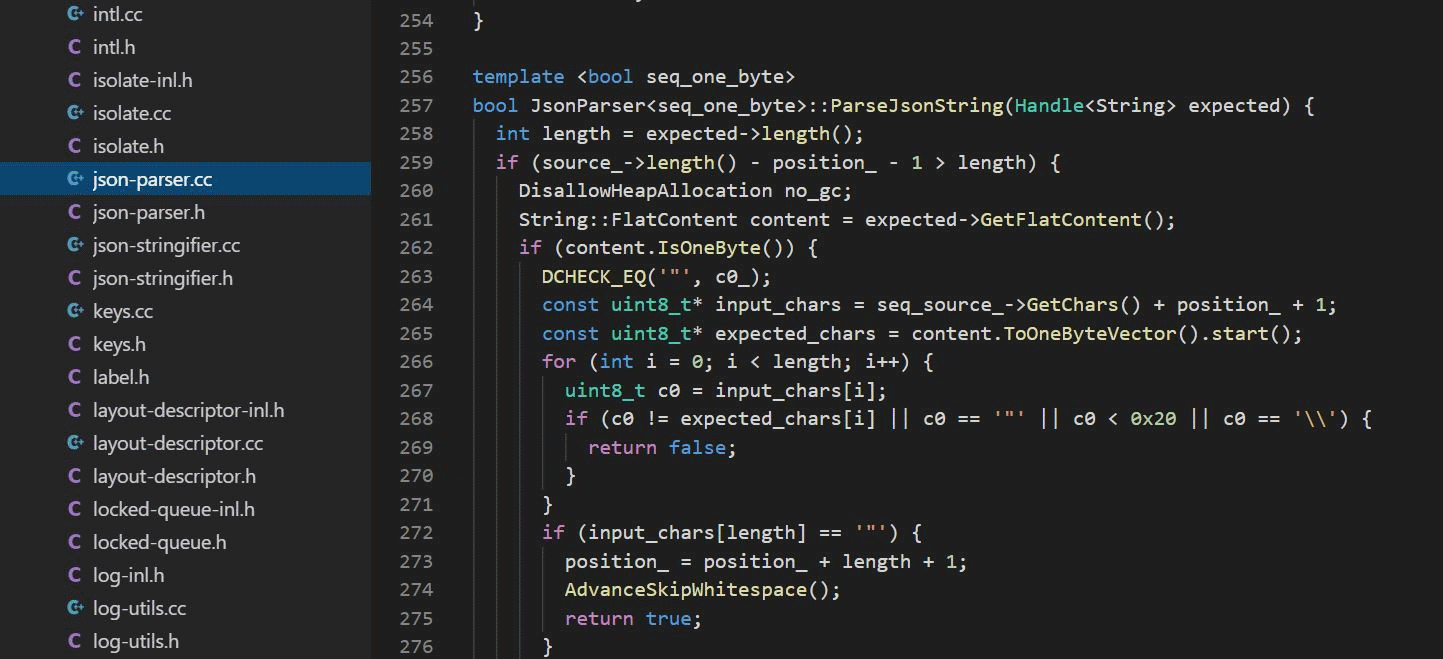 intl.cc
intl.h
isolate-inl.h
isolate.cc
isolate.h
json-parser.cc
json-parser.h
json-stringifier.cc
json-stringifier.h
keys.cc
keys.h
label.h
layout-descriptor-inl.h
layout-descriptor.cc
layout-descriptor.h
locked-queue-inl.h
locked-queue.h
log-inl.h
log-utils.cc
log-utils.h
254 }
255
256 template <bool seq_one_byte>
257 bool JsonParser<seq_one_byte>::ParseJsonString(Handle<String> expected) {
258   int length = expected->length();
259   if (source_->length() - position_ - 1 > length) {
260     DisallowHeapAllocation no_gc;
261     String::FlatContent content = expected->GetFlatContent();
262     if (content.IsOneByte()) {
263       DCHECK_EQ('"', c0_);
264       const uint8_t* input_chars = seq_source_->GetChars() + position_ + 1;
265       const uint8_t* expected_chars = content.ToOneByteVector().start();
266       for (int i = 0; i < length; i++) {
267         uint8_t c0 = input_chars[i];
268         if (c0 != expected_chars[i] || c0 == '"' || c0 < 0x20 || c0 == '\\') {
269           return false;
270         }
271       }
272       if (input_chars[length] == '"') {
273         position_ = position_ + length + 1;
274         AdvanceSkipWhitespace();
275         return true;
276       }